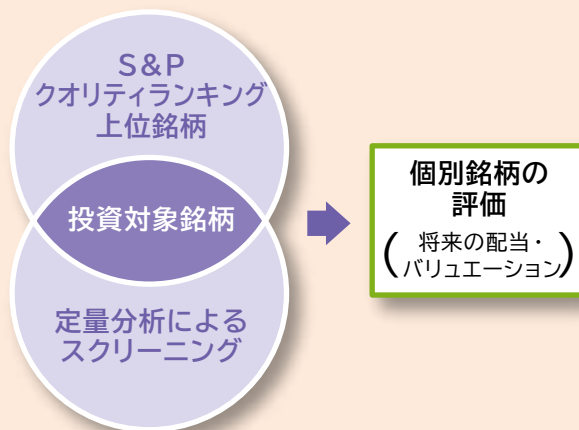 S&P
クオリティランキング
上位銘柄
投資対象銘柄
定量分析による
スクリーニング
個別銘柄の
評価
(将来の配当・
バリュエーション)